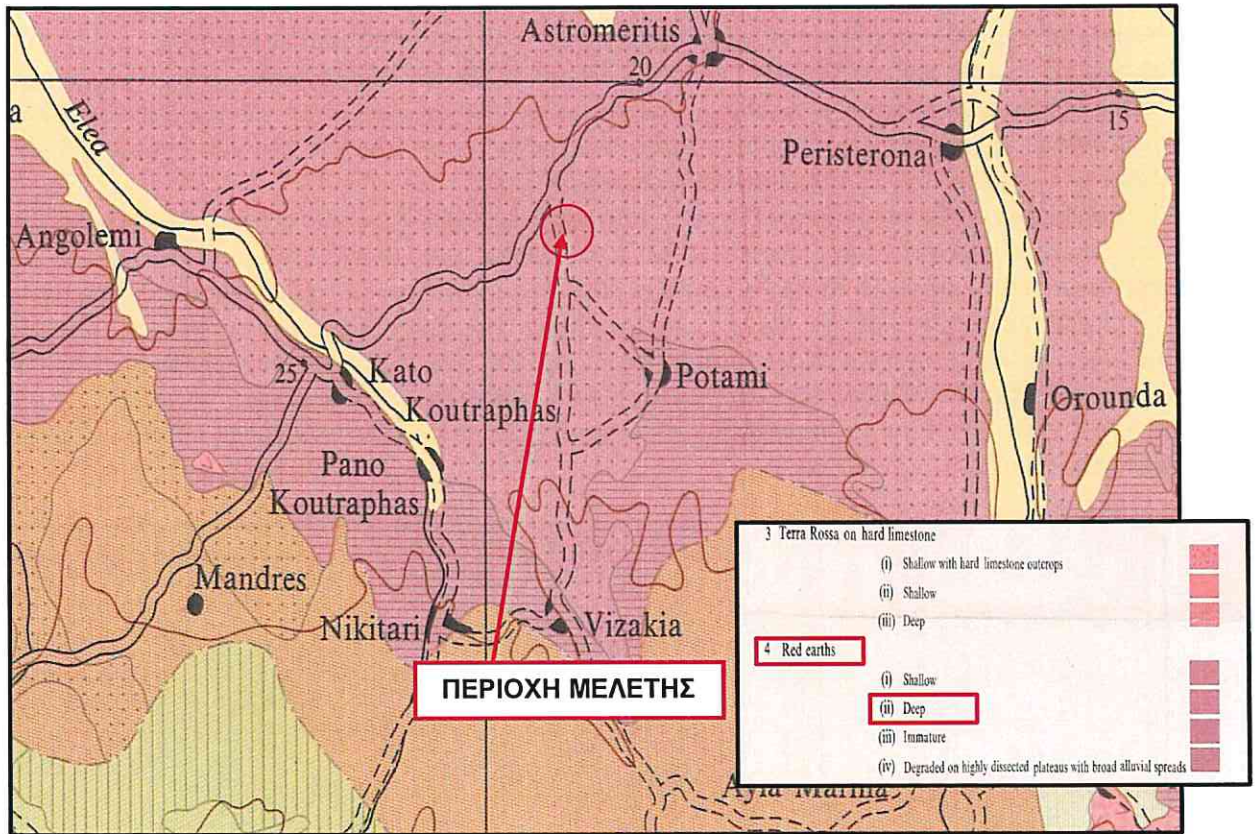 Astromeritis
20
a
Elea
15
Peristerona
Angolemi
25
Kato
Koutraphas
Potami
Orounda
Pano
Koutraphas
Mandres
Nikitari
Vizakia
ΠΕΡΙΟΧΗ ΜΕΛΕΤΗΣ
3 Terra Rossa on hard limestone
(i) Shallow with hard limestone outcrops
(ii) Shallow
(iii) Deep
4 Red earths
(i) Shallow
(ii) Deep
(iii) Immature
(iv) Degraded on highly dissected plateaus with broad alluvial spreads